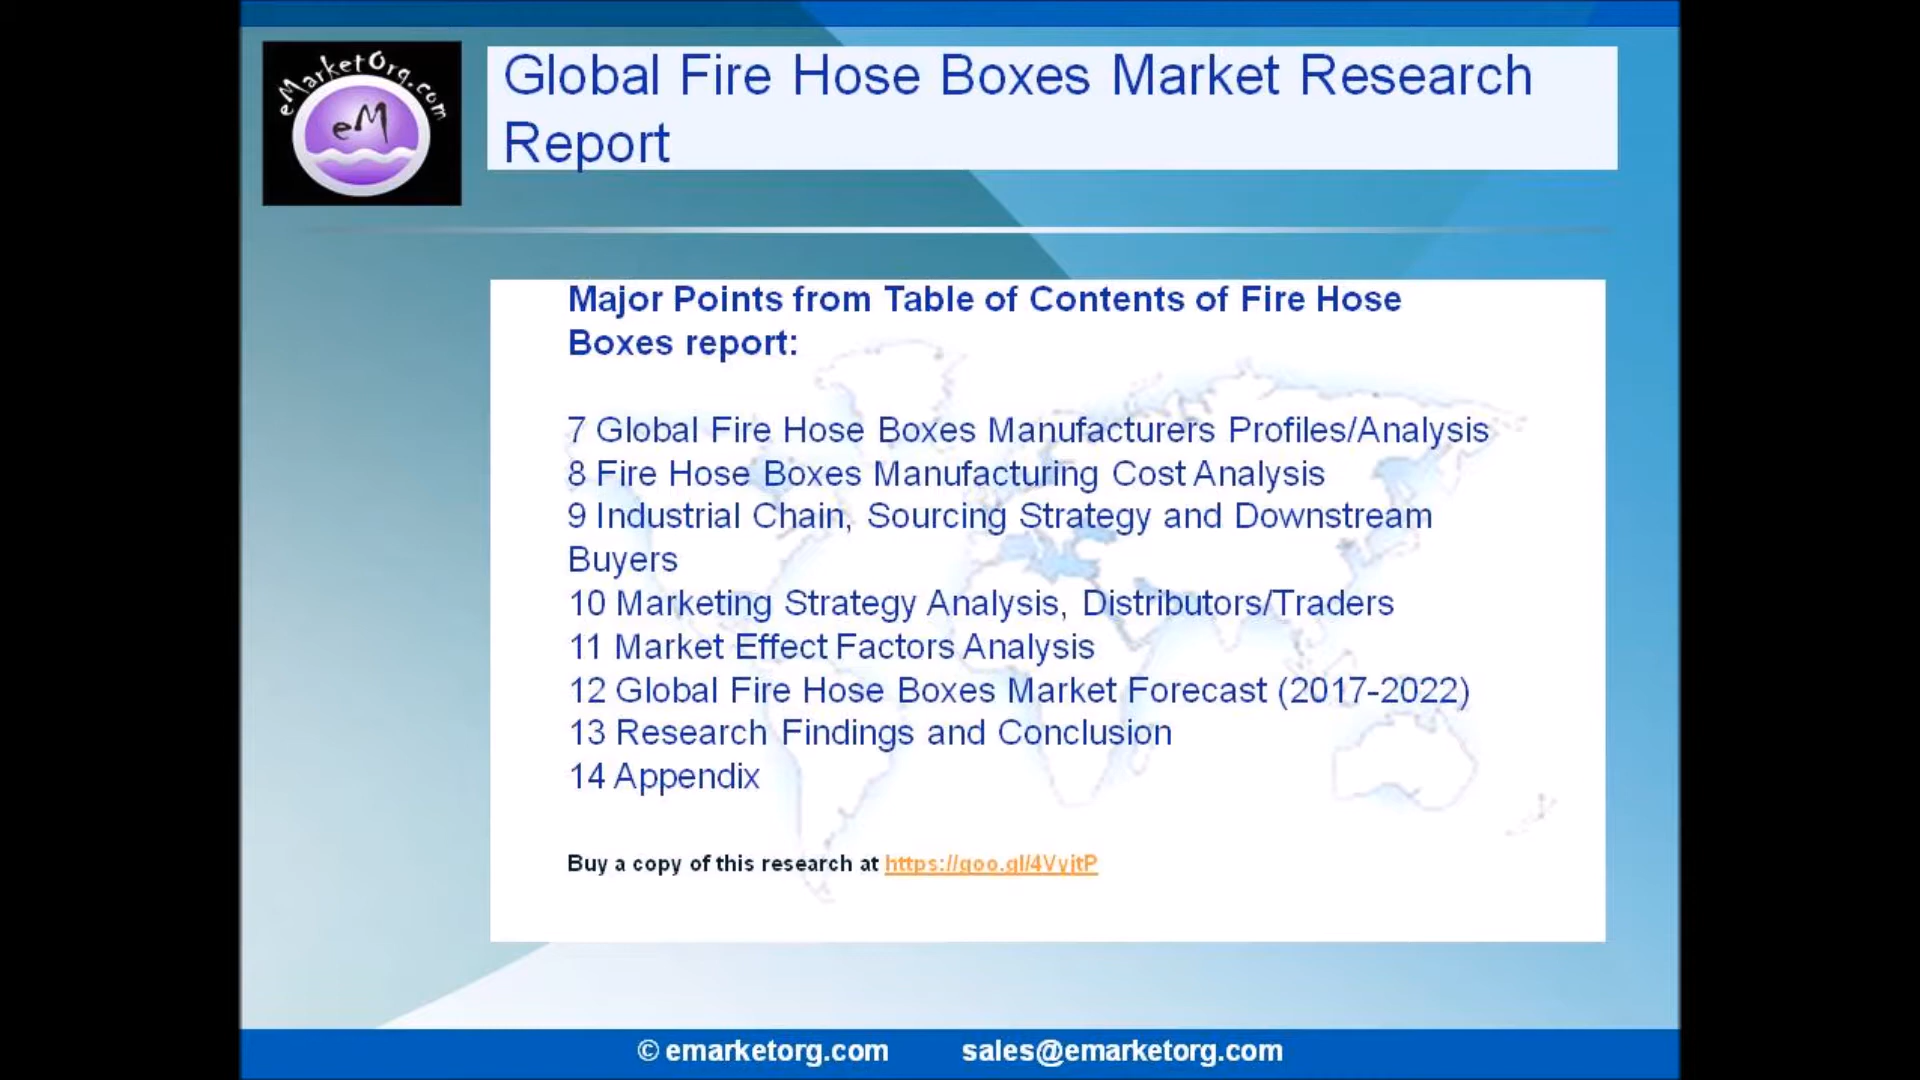 eMarketOrg.com
eM
Global Fire Hose Boxes Market Research
Report
Major Points from Table of Contents of Fire Hose
Boxes report:
7 Global Fire Hose Boxes Manufacturers Profiles/Analysis
8 Fire Hose Boxes Manufacturing Cost Analysis
9 Industrial Chain, Sourcing Strategy and Downstream
Buyers
10 Marketing Strategy Analysis, Distributors/Traders
11 Market Effect Factors Analysis
12 Global Fire Hose Boxes Market Forecast (2017-2022)
13 Research Findings and Conclusion
14 Appendix
Buy a copy of this research at https://goo.gl/4VyjtP
© emarketorg.com sales@emarketorg.com